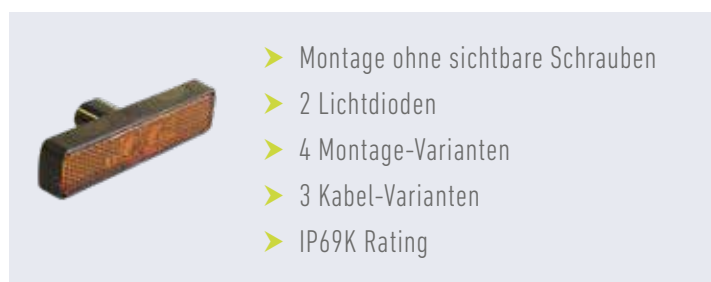 Montage ohne sichtbare Schrauben
2 Lichtdioden
4 Montage-Varianten
3 Kabel-Varianten
IP69K Rating